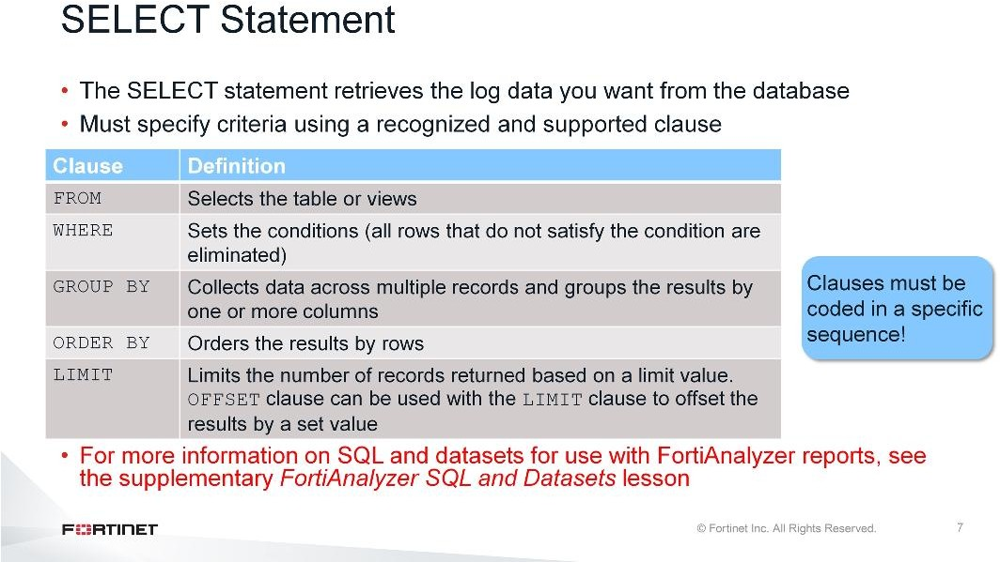 SELECT Statement
• The SELECT statement retrieves the log data you want from the database
• Must specify criteria using a recognized and supported clause
Clause Definition
FROM Selects the table or views
WHERE Sets the conditions (all rows that do not satisfy the condition are
eliminated)
GROUP BY Collects data across multiple records and groups the results by
one or more columns
ORDER BY Orders the results by rows
LIMIT Limits the number of records returned based on a limit value.
OFFSET clause can be used with the LIMIT clause to offset the
results by a set value
Clauses must be
coded in a specific
sequence!
• For more information on SQL and datasets for use with FortiAnalyzer reports, see
the supplementary FortiAnalyzer SQL and Datasets lesson
FORTINET
© Fortinet Inc. All Rights Reserved.
7